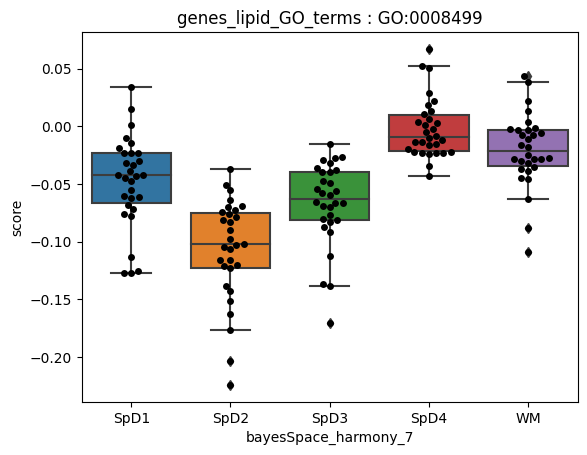 genes_lipid_GO_terms : GO:0008499
score
0.05
0.00
−0.05
−0.10
−0.15
−0.20
SpD1 SpD2 SpD3 SpD4 WM
bayesSpace_harmony_7